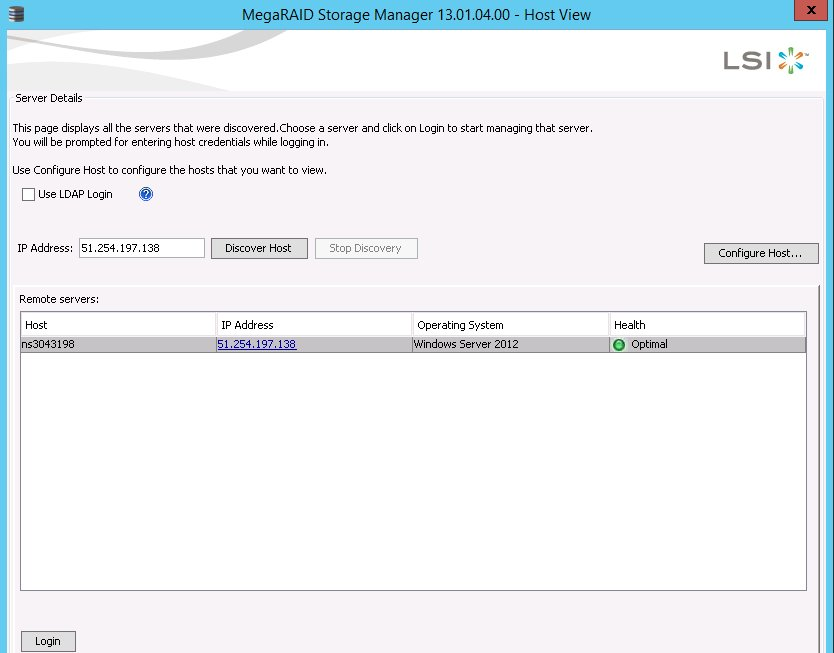 MegaRAID Storage Manager 13.01.04.00 - Host View
x
LSI
Server Details
This page displays all the servers that were discovered.Choose a server and click on Login to start managing that server.
You will be prompted for entering host credentials while logging in.
Use Configure Host to configure the hosts that you want to view.
Use LDAP Login ?
IP Address: 51.254.197.138 Discover Host Stop Discovery Configure Host...
Remote servers:
Host IP Address Operating System Health
ns3043198 51.254.197.138 Windows Server 2012 Optimal
Login